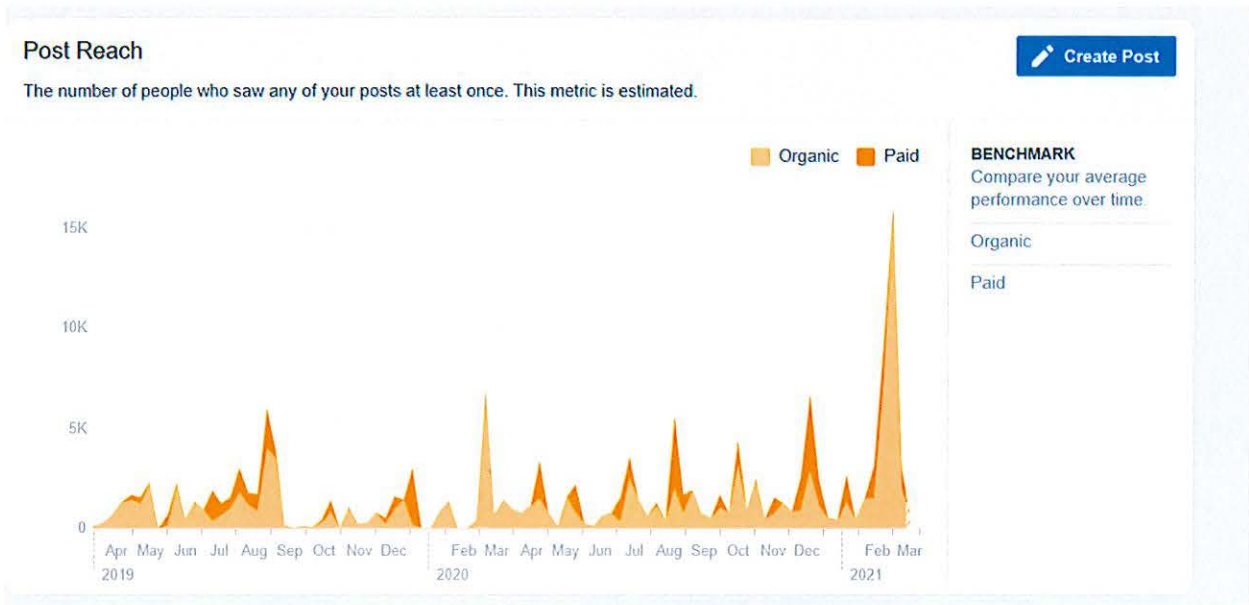 Post Reach
Create Post
The number of people who saw any of your posts at least once. This metric is estimated.
Organic Paid
BENCHMARK
Compare your average
performance over time.
Organic
Paid
15K
10K
5K
0
Apr May Jun Jul Aug Sep Oct Nov Dec Feb Mar Apr May Jun Jul Aug Sep Oct Nov Dec Feb Mar
2019 2020 2021